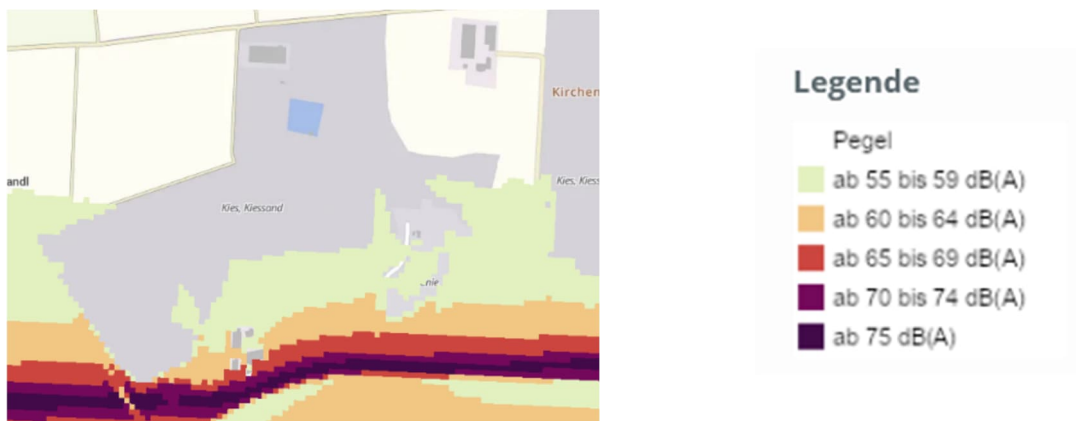 Kirchen
andl
Kies, Kiessand
Kies, Kiess
enie
Legende
Pegel
ab 55 bis 59 dB(A)
ab 60 bis 64 dB(A)
ab 65 bis 69 dB(A)
ab 70 bis 74 dB(A)
ab 75 dB(A)